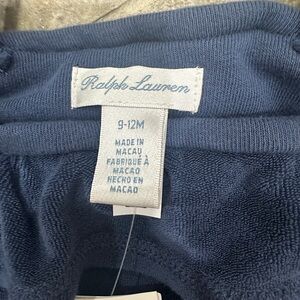 Ralph Lauren
9-12M
MADE IN
MACAU
FABRIQUÉ À
MACAO
HECHO EN
MACAO